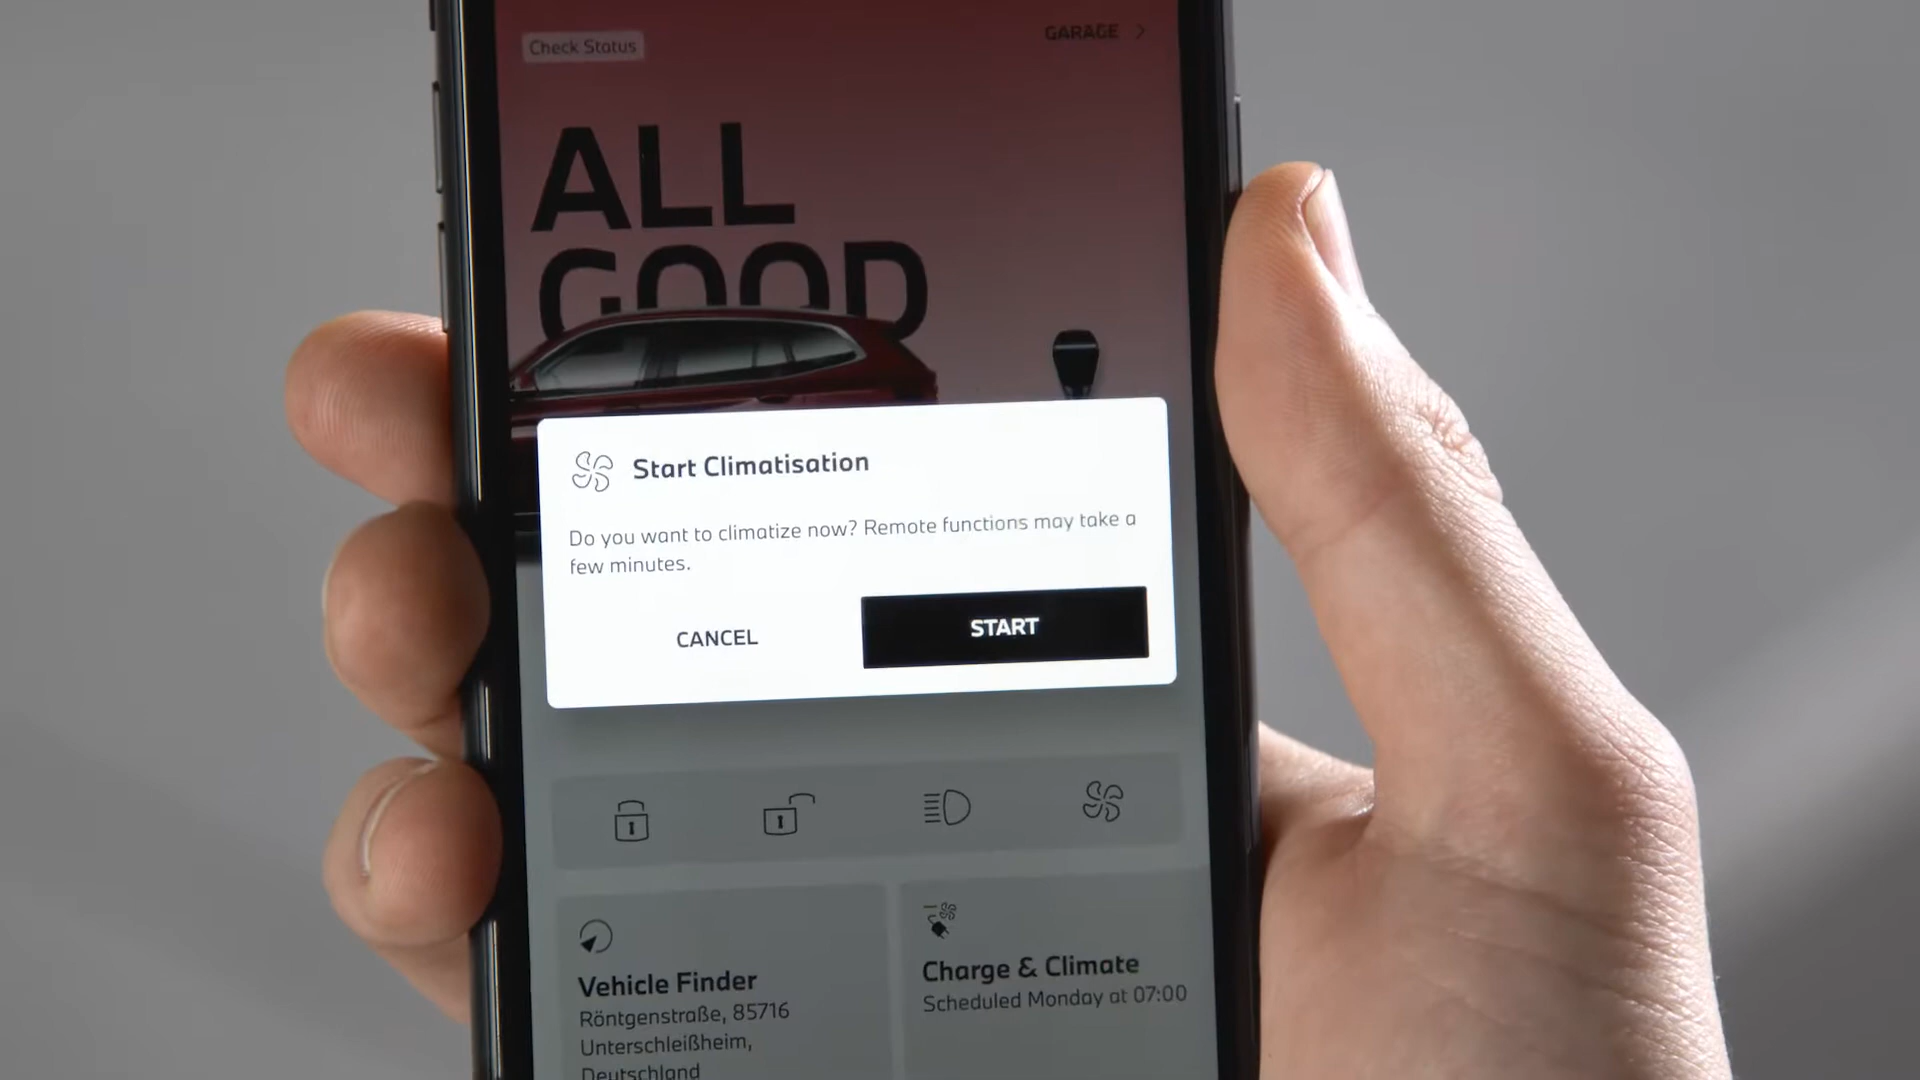 Check Status
GARAGE
ALL
GOOD
Start Climatisation
Do you want to climatize now? Remote functions may take a
few minutes.
CANCEL
START
Vehicle Finder
Röntgenstraße, 85716
Unterschleißheim,
Deutschland
Charge & Climate
Scheduled Monday at 07:00